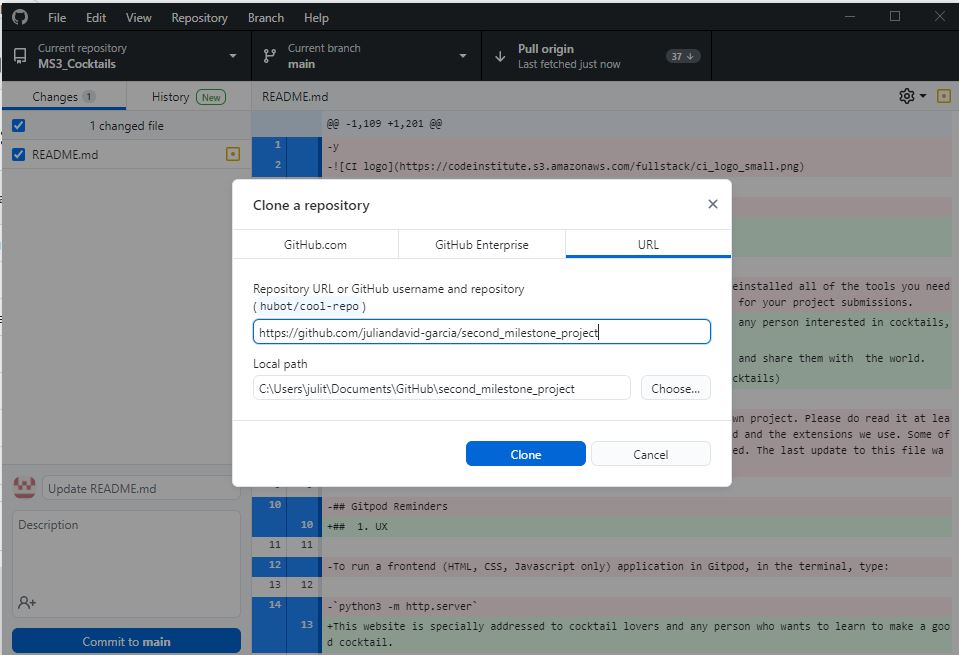 File Edit View Repository Branch Help
Current repository
MS3_Cocktails
Current branch
main
Pull origin
Last fetched just now
37
Changes 1
History New
README.md
1 changed file
README.md
@@ -1,109 +1,201 @@
1 -y
2 -![CI logo](https://codeinstitute.s3.amazonaws.com/fullstack/ci_logo_small.png)
Clone a repository
GitHub.com
GitHub Enterprise
URL
Repository URL or GitHub username and repository
( hubot/cool-repo )
https://github.com/juliandavid-garcia/second_milestone_project
Local path
C:\Users\julit\Documents\GitHub\second_milestone_project
Choose...
Clone
Cancel
einstalled all of the tools you need
for your project submissions.
any person interested in cocktails,
and share them with the world.
cktails)
wn project. Please do read it at lea
d and the extensions we use. Some of
ed. The last update to this file wa
10 -## Gitpod Reminders
10 +## 1. UX
11 11
12 -To run a frontend (HTML, CSS, Javascript only) application in Gitpod, in the terminal, type:
13 12
14 -`python3 -m http.server`
13 +This website is specially addressed to cocktail lovers and any person who wants to learn to make a goo
d cocktail.
Update README.md
Description
Commit to main